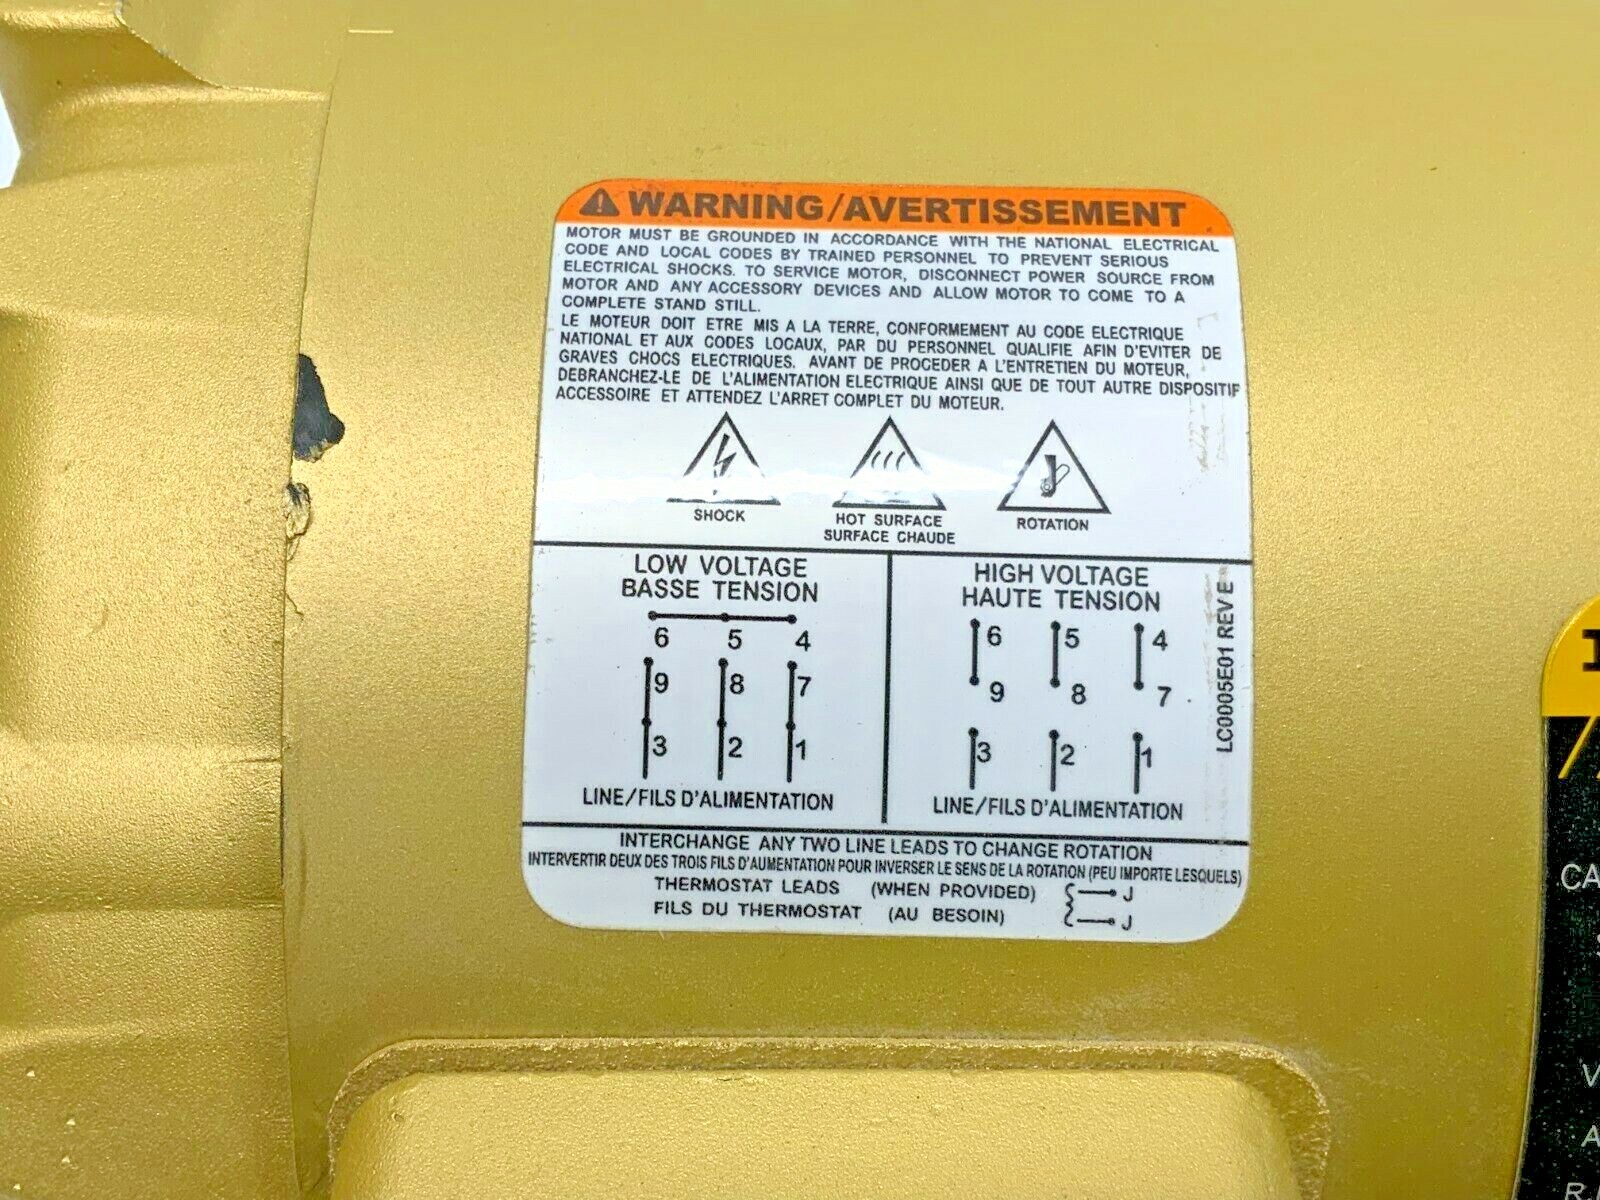 WARNING/AVERTISSEMENT
MOTOR MUST BE GROUNDED IN ACCORDANCE WITH THE NATIONAL ELECTRICAL
CODE AND LOCAL CODES BY TRAINED PERSONNEL TO PREVENT SERIOUS
ELECTRICAL SHOCKS. TO SERVICE MOTOR, DISCONNECT POWER SOURCE FROM
MOTOR AND ANY ACCESSORY DEVICES AND ALLOW MOTOR TO COME TO A
COMPLETE STAND STILL.
LE MOTEUR DOIT ETRE MIS A LA TERRE, CONFORMEMENT AU CODE ELECTRIQUE
NATIONAL ET AUX CODES LOCAUX, PAR DU PERSONNEL QUALIFIE AFIN D'EVITER DE
GRAVES CHOCS ELECTRIQUES. AVANT DE PROCEDER A L'ENTRETIEN DU MOTEUR,
DEBRANCHEZ-LE DE L'ALIMENTATION ELECTRIQUE AINSI QUE DE TOUT AUTRE DISPOSITIF
ACCESSOIRE ET ATTENDEZ L'ARRET COMPLET DU MOTEUR.
SHOCK
HOT SURFACE
SURFACE CHAUDE
ROTATION
LOW VOLTAGE
BASSE TENSION
6 5 4
9 8 7
3 2 1
LINE/FILS D'ALIMENTATION
HIGH VOLTAGE
HAUTE TENSION
6 5 4
9 8 7
3 2 1
LINE/FILS D'ALIMENTATION
LC0005E01 REV E
INTERCHANGE ANY TWO LINE LEADS TO CHANGE ROTATION
INTERVERTIR DEUX DES TROIS FILS D'AUMENTATION POUR INVERSER LE SENS DE LA ROTATION (PEU IMPORTE LESQUELS)
THERMOSTAT LEADS (WHEN PROVIDED) J
FILS DU THERMOSTAT (AU BESOIN) J
CA
V
A